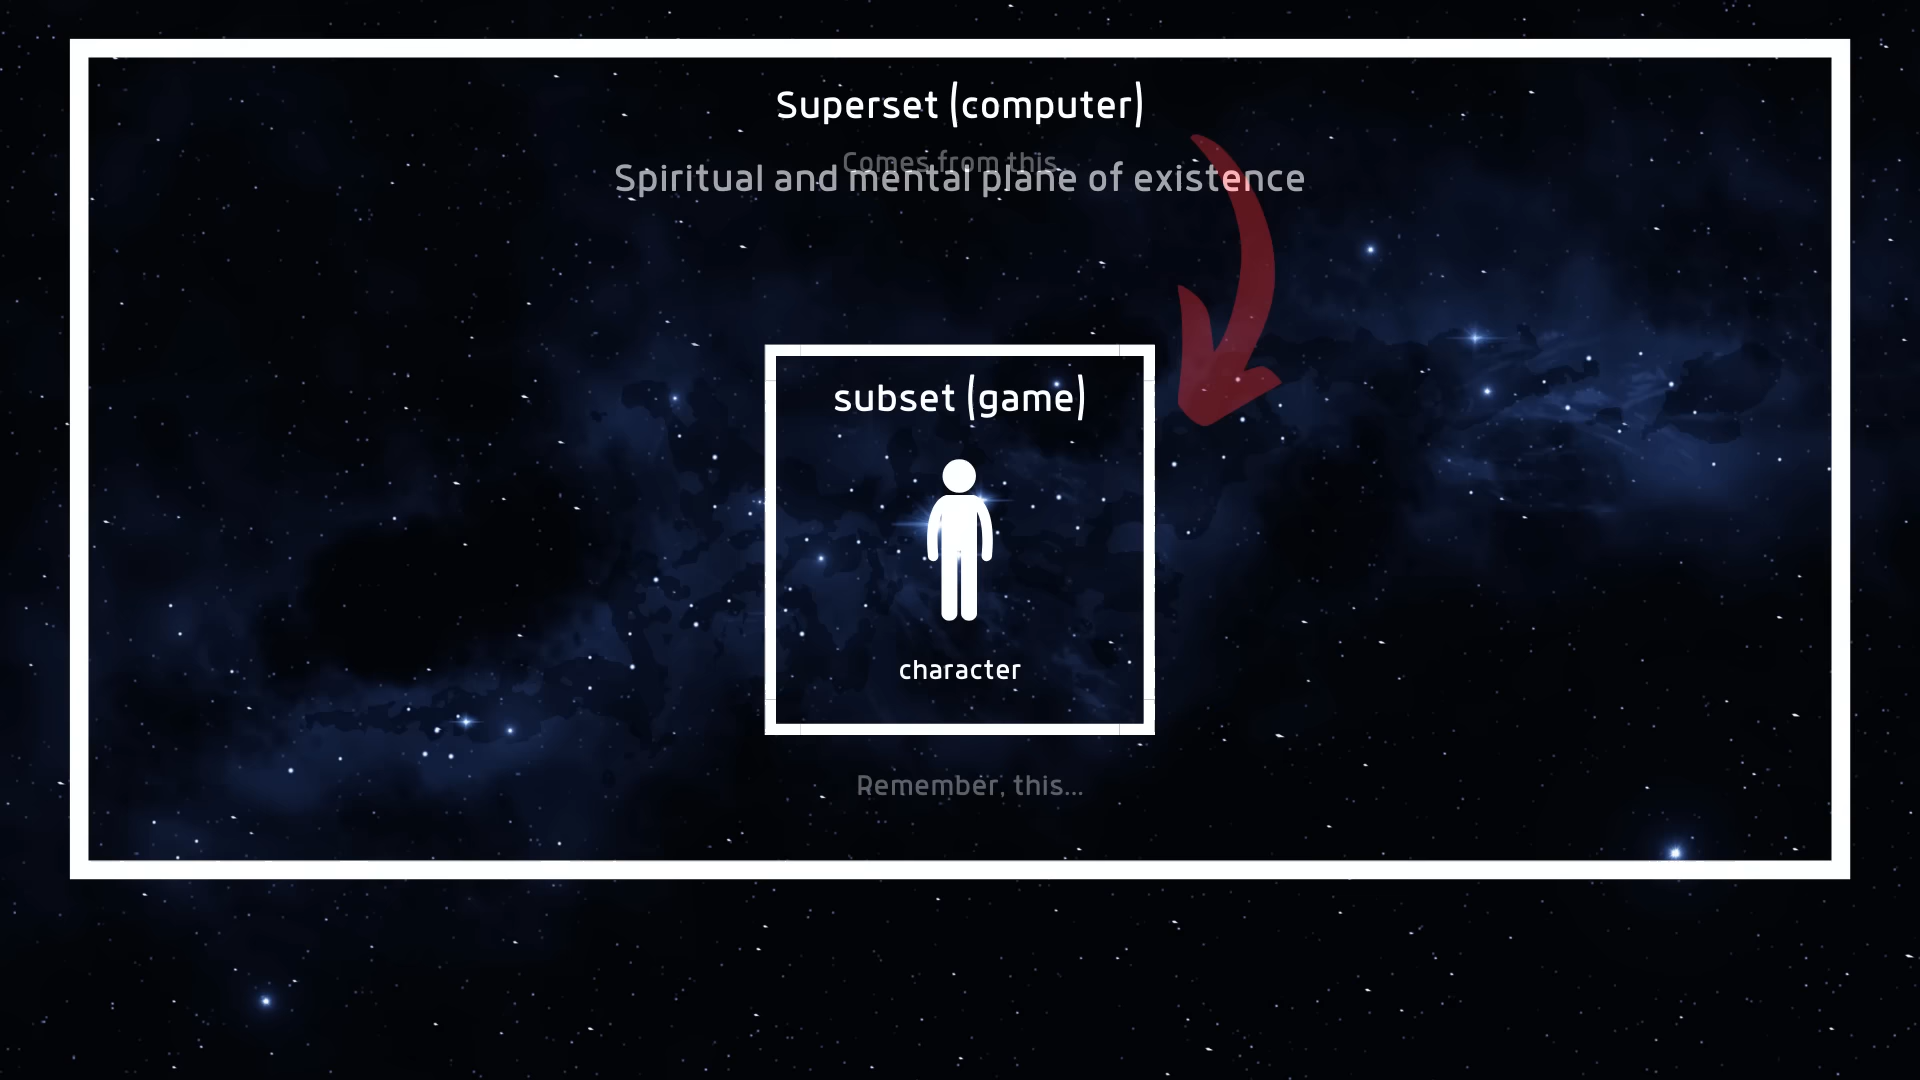 Superset (computer)
Comes from this...
Spiritual and mental plane of existence
subset (game)
character
Remember, this...